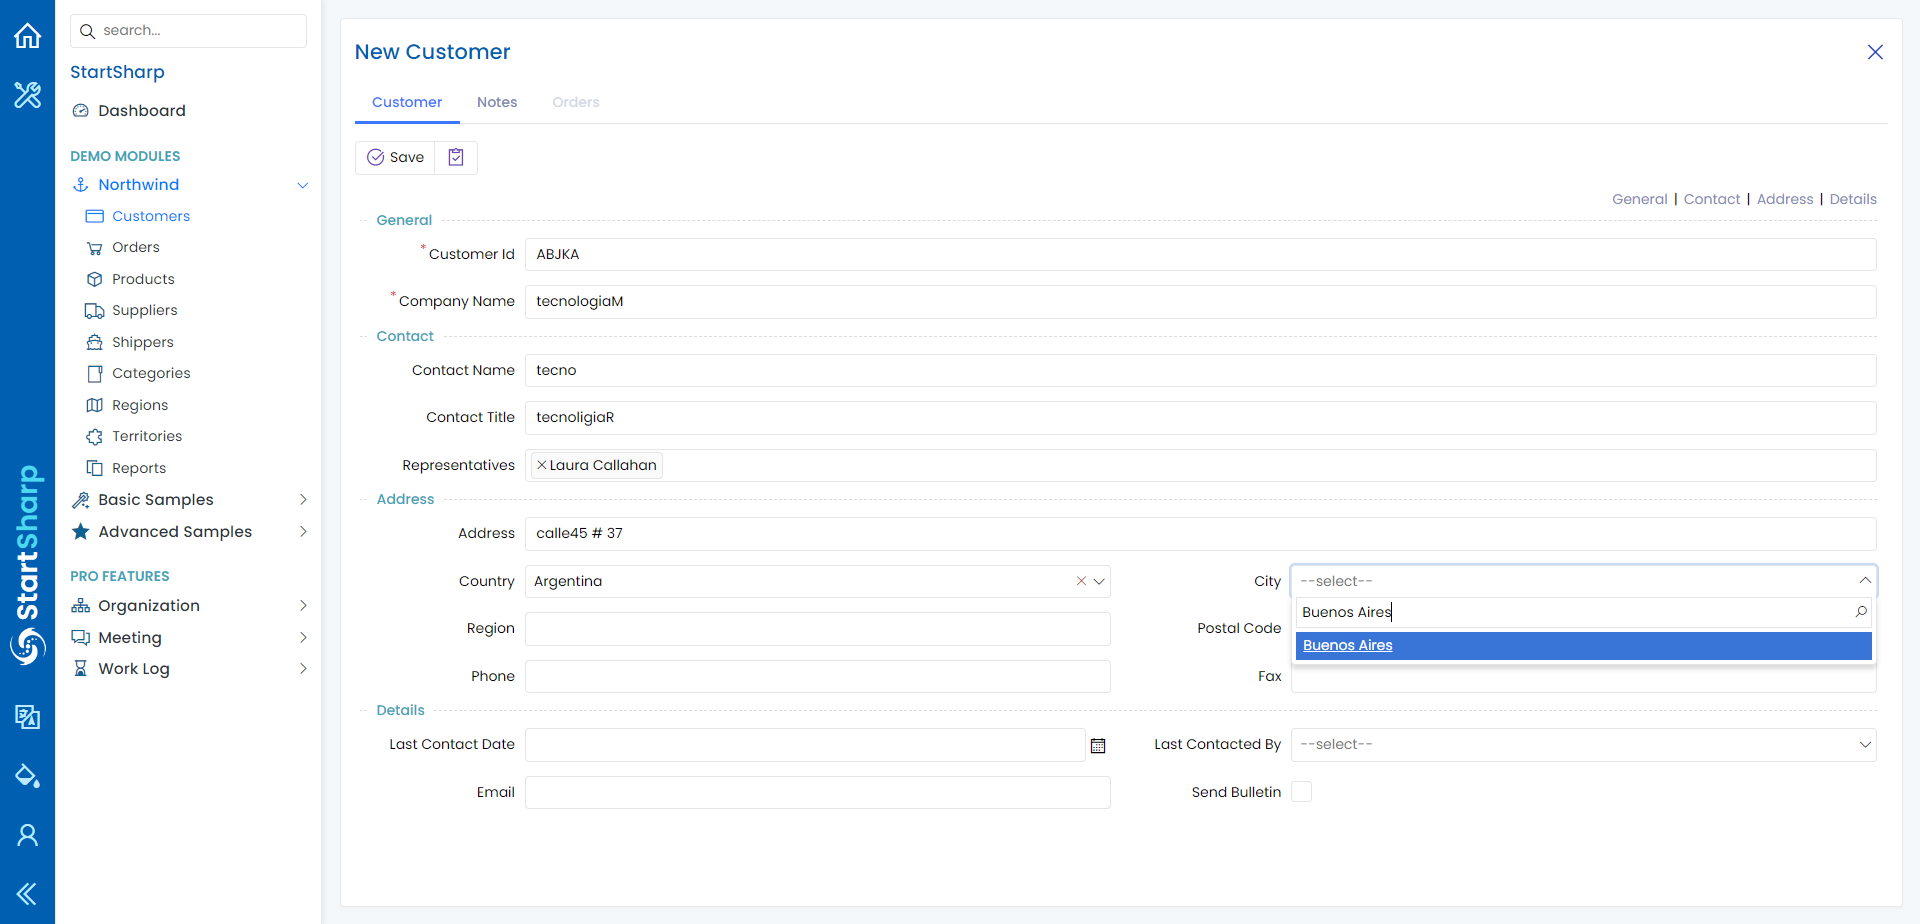 search...
StartSharp
Dashboard
DEMO MODULES
Northwind
Customers
Orders
Products
Suppliers
Shippers
Categories
Regions
Territories
Reports
Basic Samples
Advanced Samples
PRO FEATURES
Organization
Meeting
Work Log
StartSharp
New Customer
Customer Notes Orders
Save
General | Contact | Address | Details
General
* Customer Id ABJKA
* Company Name tecnologiaM
Contact
Contact Name tecno
Contact Title tecnoligiaR
Representatives Laura Callahan
Address
Address calle45 # 37
Country Argentina City --select--
Buenos Aires
Region Postal Code
Buenos Aires
Phone Fax
Details
Last Contact Date Last Contacted By --select--
Email Send Bulletin